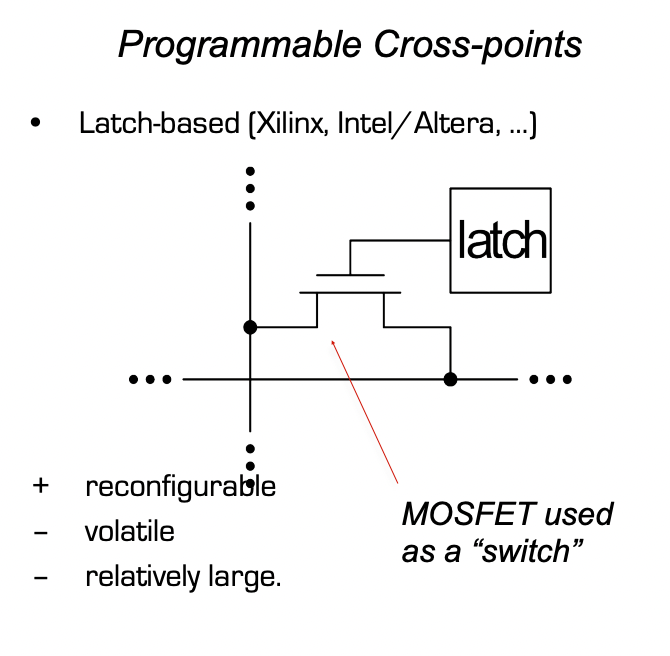 Programmable Cross-points
• Latch-based (Xilinx, Intel/Altera, ...)
latch
+ reconfigurable
– volatile
– relatively large.
MOSFET used
as a “switch”